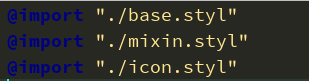 @import "./base.styl"
@import "./mixin.styl"
@import "./icon.styl"